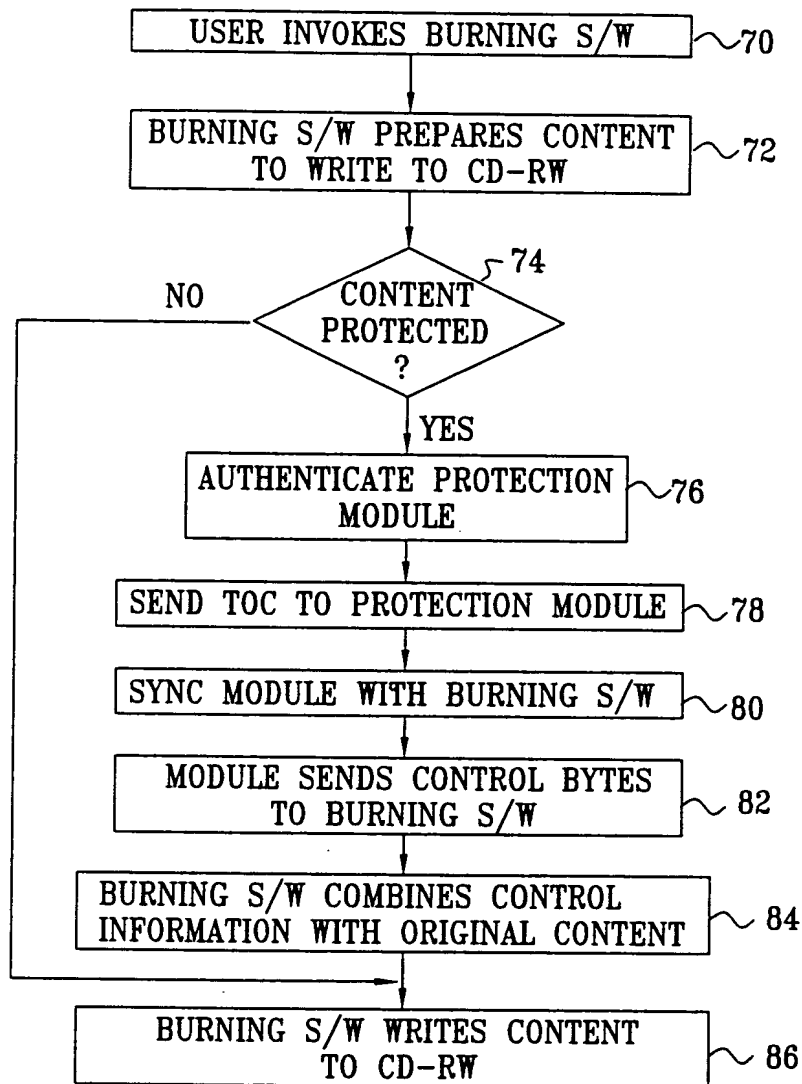 USER INVOKES BURNING S/W
70
BURNING S/W PREPARES CONTENT
TO WRITE TO CD-RW
72
74
NO
CONTENT
PROTECTED
?
YES
AUTHENTICATE PROTECTION
MODULE
76
SEND TOC TO PROTECTION MODULE
78
SYNC MODULE WITH BURNING S/W
80
MODULE SENDS CONTROL BYTES
TO BURNING S/W
82
BURNING S/W COMBINES CONTROL
INFORMATION WITH ORIGINAL CONTENT
84
BURNING S/W WRITES CONTENT
TO CD-RW
86